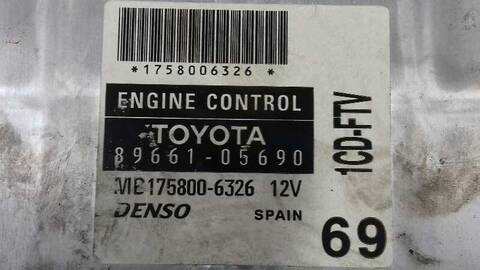 *1758006326 *
ENGINE CONTROL
TOYOTA
89661-05690
MB175800-6326 12V
DENSO SPAIN
1CD-FTV
69